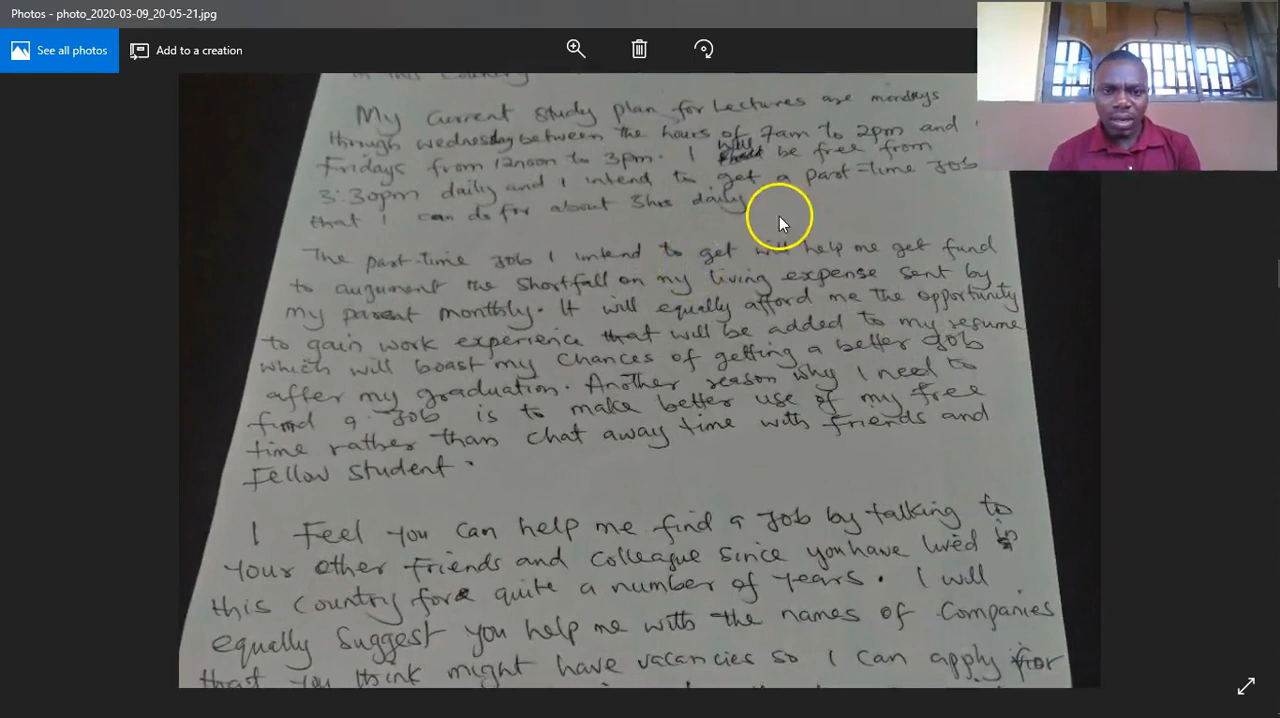 Photos - photo_2020-03-09_20-05-21.jpg
See all photos
Add to a creation
in this country
My current study plan for Lectures are mondays
through wednesday between the hours of 7am to 2pm and
Fridays from 12noon to 3pm. I will be free from
3:30pm daily and I intend to get a part=time Job
that I can do for about 3hrs daily
The part-time Job I intend to get will help me get fund
to augument the shortfall on my living expense sent by
my parent monthly. It will equally afford me the opportunity
to gain work experience that will be added to my resume
which will boast my chances of getting a better Job
after my graduation. Another reason why I need to
find a Job is to make better use of my free
time rather than chat away time with friends and
Fellow student.
I Feel you can help me find a Job by talking to
your other friends and colleague since you have lived in
this country for quite a number of years. I will
equally suggest you help me with the names of companies
that you think might have vacancies so I can apply for